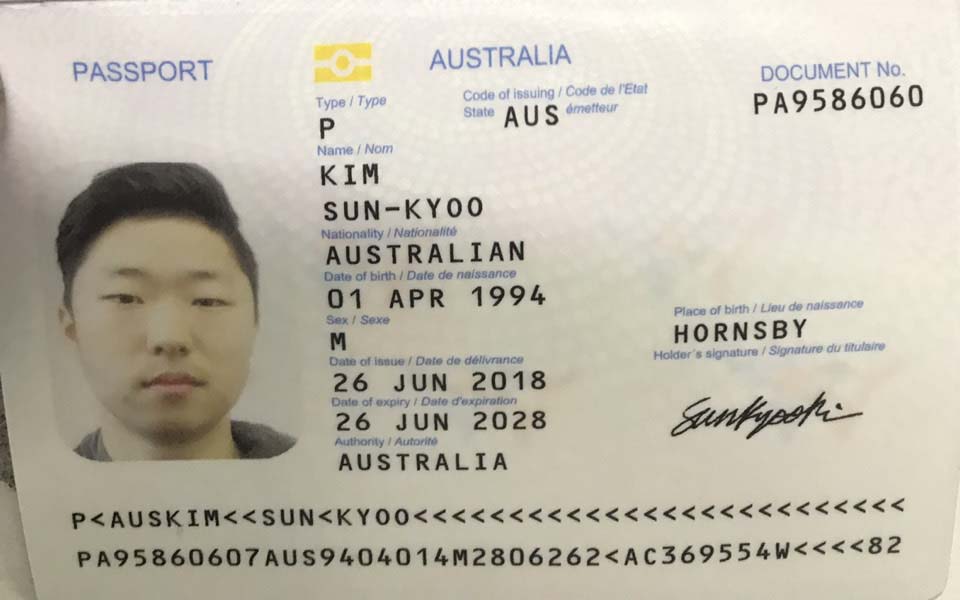 PASSPORT
AUSTRALIA
DOCUMENT No.
PA9586060
Type / Type
P
Code of issuing / Code de l'Etat
State AUS émetteur
Name / Nom
KIM
SUN-KYOO
Nationality / Nationalité
AUSTRALIAN
Date of birth / Date de naissance
01 APR 1994
Sex / Sexe
M
Place of birth / Lieu de naissance
HORNSBY
Date of issue / Date de délivrance
26 JUN 2018
Holder's signature / Signature du titulaire
Date of expiry / Date d'expiration
26 JUN 2028
SunkyooKi
Authority / Autorité
AUSTRALIA
P<AUSKIM<<SUN<KYOO<<<<<<<<<<<<<<<<<<<<<<<<<<
PA95860607AUS9404014M2806262<AC369554W<<<<82